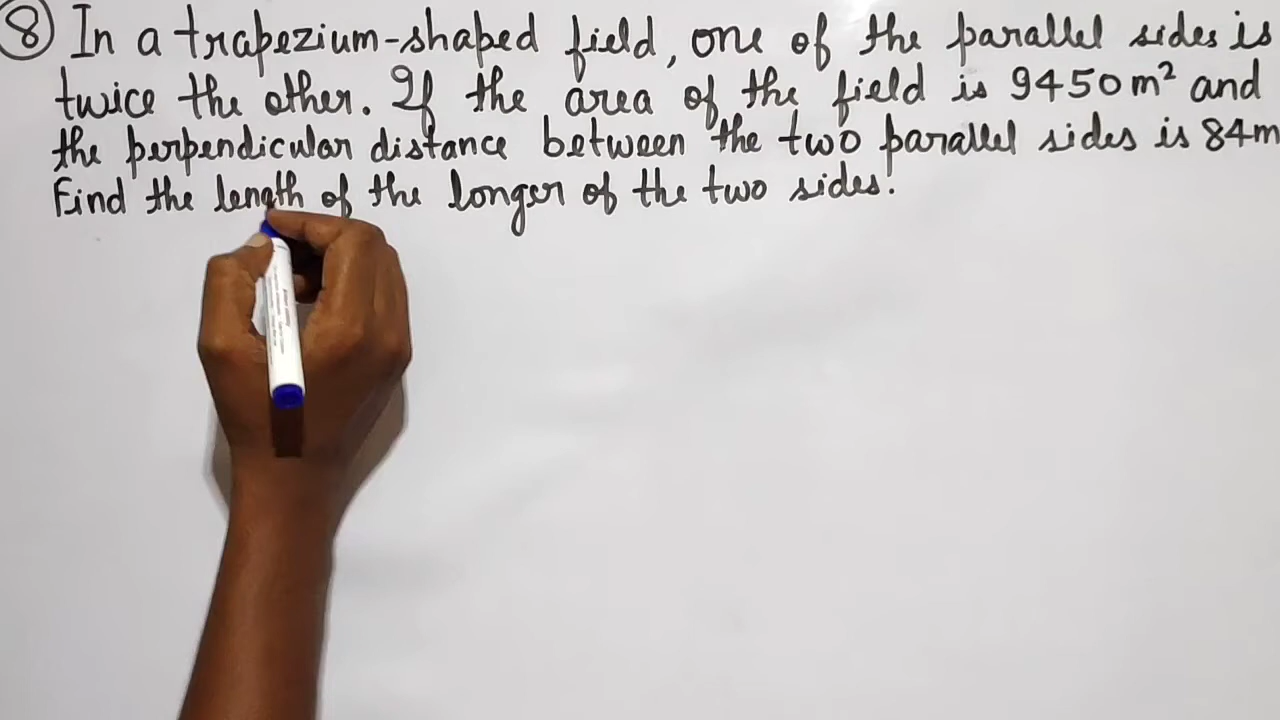 8 In a trapezium-shaped field, one of the parallel sides is
twice the other. If the area of the field is 9450 m² and
the perpendicular distance between the two parallel sides is 84m
Find the length of the longer of the two sides.